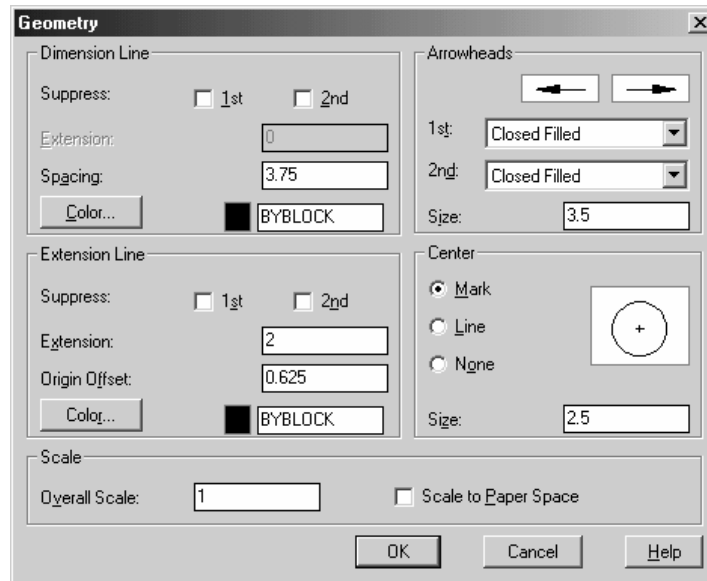 Geometry
Dimension Line
Suppress: 1st 2nd
Extension: 0
Spacing: 3.75
Color... BYBLOCK
Arrowheads
1st: Closed Filled
2nd: Closed Filled
Size: 3.5
Extension Line
Suppress: 1st 2nd
Extension: 2
Origin Offset: 0.625
Color... BYBLOCK
Center
Mark
Line
None
Size: 2.5
Scale
Overall Scale: 1 Scale to Paper Space
OK Cancel Help